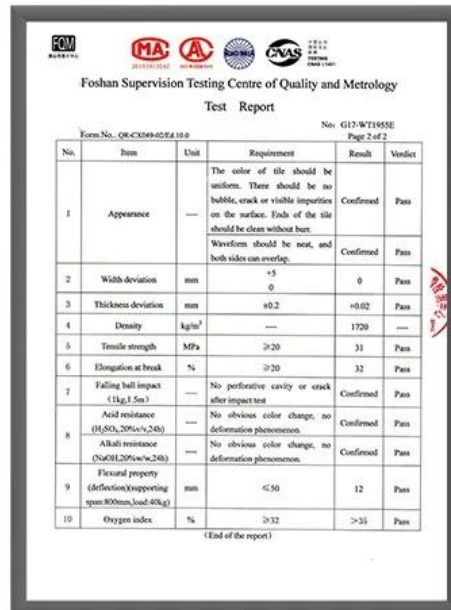 FQM
MA
AL
ilac-MRA
CNAS
TESTING
CNAS L1401
Foshan Supervision Testing Centre of Quality and Metrology
Test Report
No: G17-WT1955E
Form No.: QR-CX049-02/Ed.10.0
Page 2 of 2
No. Item Unit Requirement Result Verdict
1 Appearance ---- The color of tile should be uniform. There should be no bubble, crack or visible impurities on the surface. Ends of the tile should be clean without burr. Confirmed Pass
Waveform should be neat, and both sides can overlap. Confirmed Pass
2 Width deviation mm +5 0 0 Pass
3 Thickness deviation mm ±0.2 +0.02 Pass
4 Density kg/m³ ---- 1720 ----
5 Tensile strength MPa ≥20 31 Pass
6 Elongation at break % ≥20 32 Pass
7 Falling ball impact (1kg,1.5m) ---- No perforative cavity or crack after impact test Confirmed Pass
8 Acid resistance (H₂SO₄,20%v/v,24h) ---- No obvious color change, no deformation phenomenon. Confirmed Pass
Alkali resistance (NaOH,20%w/w,24h) ---- No obvious color change, no deformation phenomenon. Confirmed Pass
9 Flexural property (deflection)(supporting span:800mm,load:40kg) mm ≤50 12 Pass
10 Oxygen index % ≥32 >35 Pass
(End of the report)